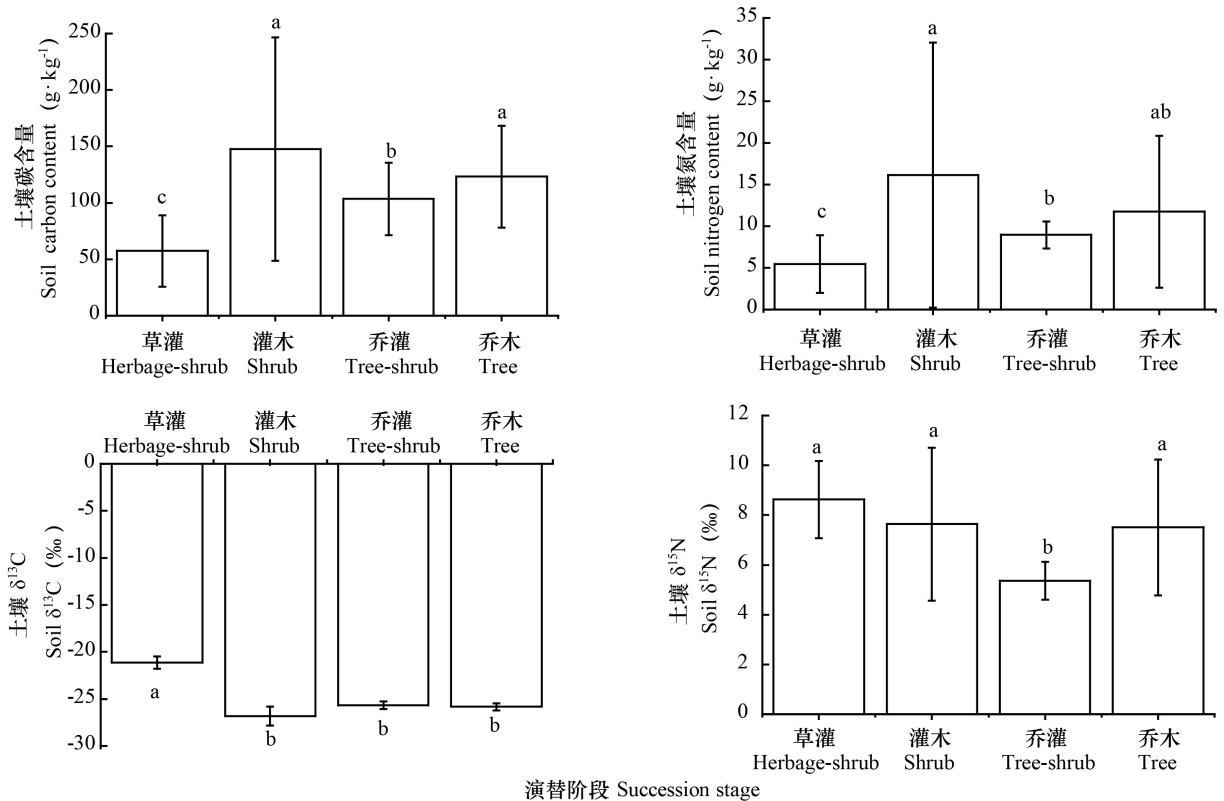 土壤碳含量
Soil carbon content (g·kg⁻¹)
250
200
150
100
50
0
c
a
b
a
草灌
Herbage-shrub
灌木
Shrub
乔灌
Tree-shrub
乔木
Tree
土壤氮含量
Soil nitrogen content (g·kg⁻¹)
35
30
25
20
15
10
5
0
c
a
b
ab
草灌
Herbage-shrub
灌木
Shrub
乔灌
Tree-shrub
乔木
Tree
土壤 δ¹³C
Soil δ¹³C (‰)
草灌
Herbage-shrub
灌木
Shrub
乔灌
Tree-shrub
乔木
Tree
0
-5
-10
-15
-20
-25
-30
a
b
b
b
土壤 δ¹⁵N
Soil δ¹⁵N (‰)
12
10
8
6
4
2
0
a
a
b
a
草灌
Herbage-shrub
灌木
Shrub
乔灌
Tree-shrub
乔木
Tree
演替阶段 Succession stage